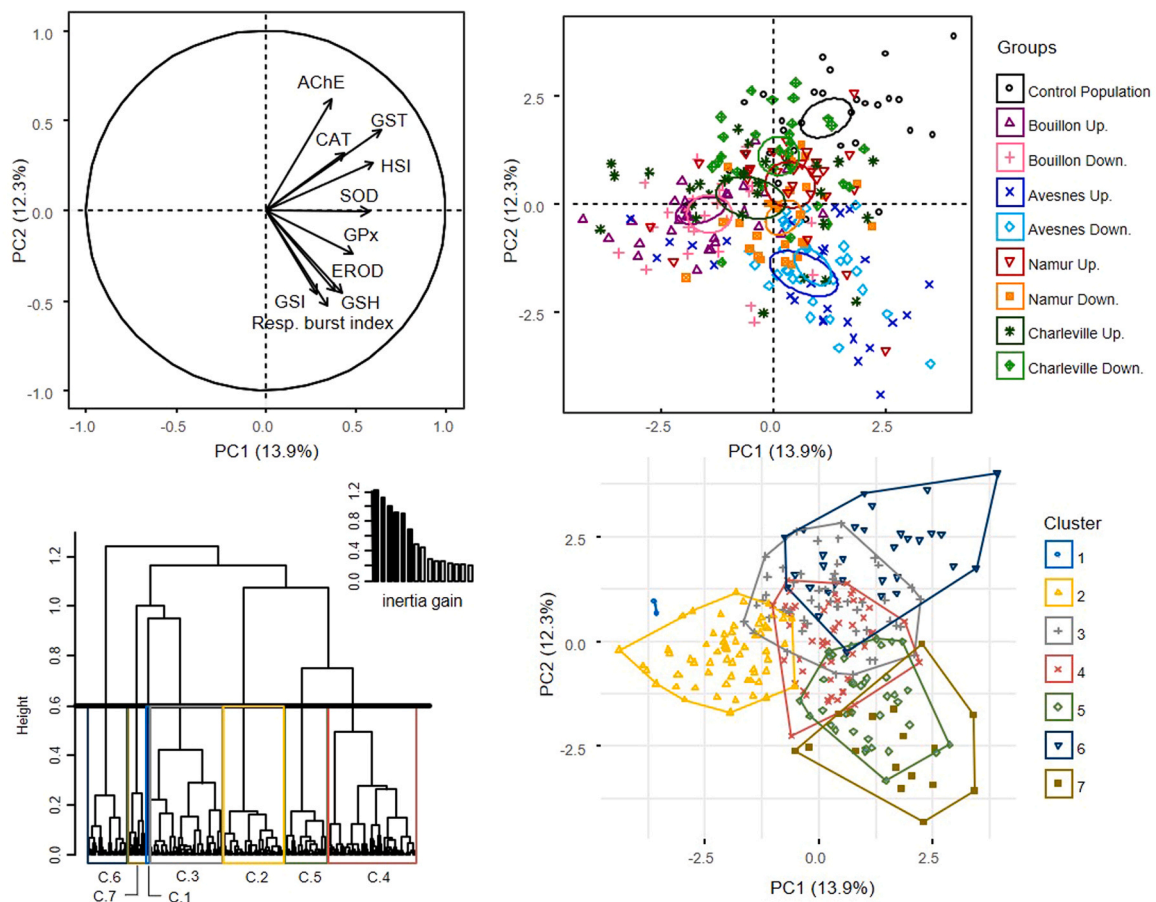 1.0
0.5
0.0
-0.5
-1.0
PC2 (12.3%)
AChE
GST
CAT
HSI
SOD
GPx
EROD
GSI
GSH
Resp. burst index
-1.0
-0.5
0.0
0.5
1.0
PC1 (13.9%)
2.5
0.0
-2.5
PC2 (12.3%)
-2.5
0.0
2.5
PC1 (13.9%)
Groups
Control Population
Bouillon Up.
Bouillon Down.
Avesnes Up.
Avesnes Down.
Namur Up.
Namur Down.
Charleville Up.
Charleville Down.
1.2
1.0
0.8
0.6
0.4
0.2
0.0
Height
0.0
0.4
0.8
1.2
inertia gain
C.6
C.3
C.2
C.5
C.4
C.7
C.1
2.5
0.0
-2.5
PC2 (12.3%)
-2.5
0.0
2.5
PC1 (13.9%)
Cluster
1
2
3
4
5
6
7